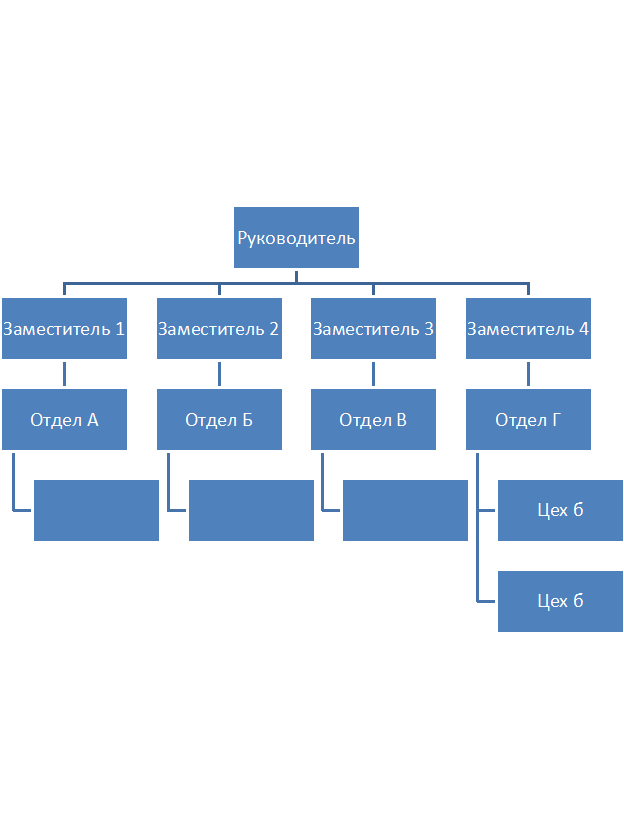 Руководитель
Заместитель 1
Заместитель 2
Заместитель 3
Заместитель 4
Отдел А
Отдел Б
Отдел В
Отдел Г
Цех б
Цех б